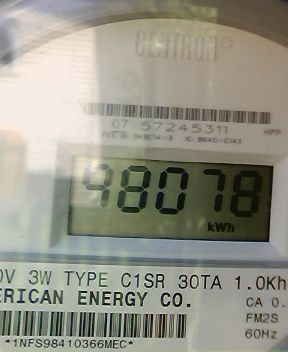 CENTRON®
07 57245311 HPP
98078
kWh
0V 3W TYPE C1SR 30TA 1.0Kh
ERICAN ENERGY CO. CA 0.
FM2S
60Hz
*1NFS98410366MEC*